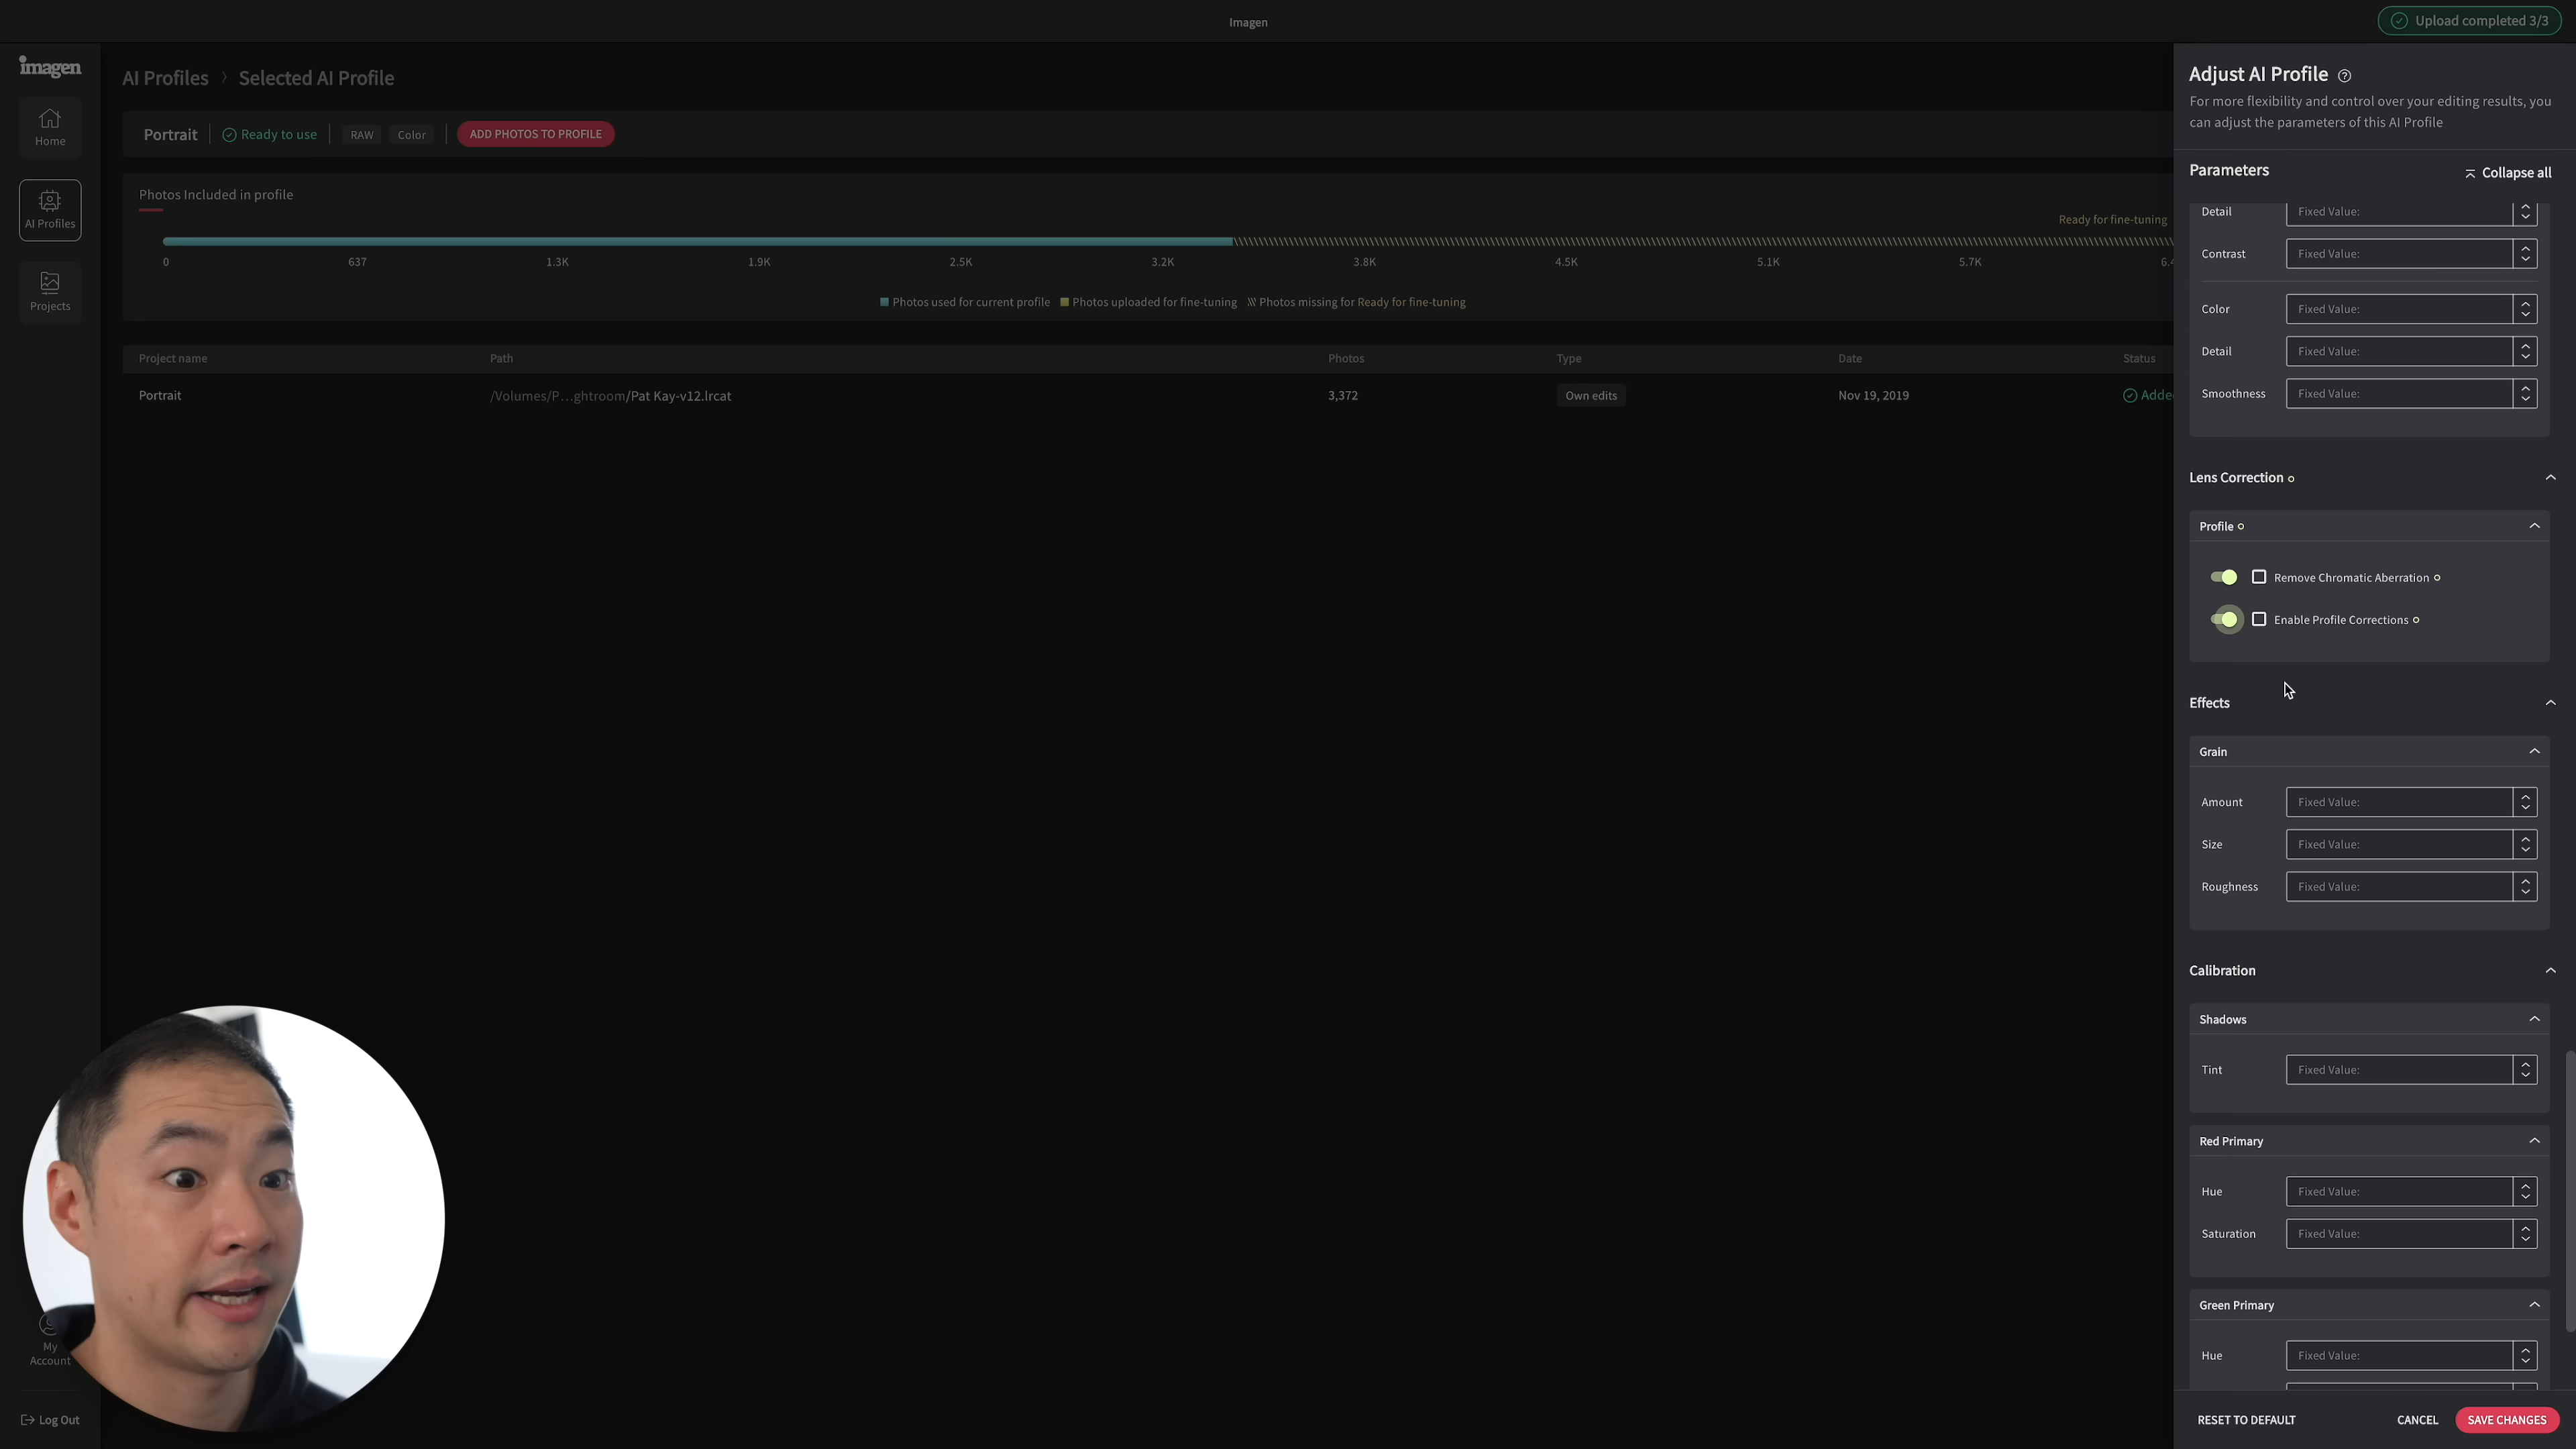 Imagen
Upload completed 3/3
imagen
Home
AI Profiles
Projects
My
Account
Log Out
AI Profiles > Selected AI Profile
Portrait
Ready to use
RAW
Color
ADD PHOTOS TO PROFILE
Photos Included in profile
Ready for fine-tuning
0 637 1.3K 1.9K 2.5K 3.2K 3.8K 4.5K 5.1K 5.7K 6.4
Photos used for current profile Photos uploaded for fine-tuning Photos missing for Ready for fine-tuning
Project name Path Photos Type Date Status
Portrait /Volumes/P...ghtroom/Pat Kay-v12.lrcat 3,372 Own edits Nov 19, 2019 Adde
Adjust AI Profile ?
For more flexibility and control over your editing results, you
can adjust the parameters of this AI Profile
Parameters
Collapse all
Detail Fixed Value:
Contrast Fixed Value:
Color Fixed Value:
Detail Fixed Value:
Smoothness Fixed Value:
Lens Correction
Profile
Remove Chromatic Aberration
Enable Profile Corrections
Effects
Grain
Amount Fixed Value:
Size Fixed Value:
Roughness Fixed Value:
Calibration
Shadows
Tint Fixed Value:
Red Primary
Hue Fixed Value:
Saturation Fixed Value:
Green Primary
Hue Fixed Value:
RESET TO DEFAULT
CANCEL
SAVE CHANGES